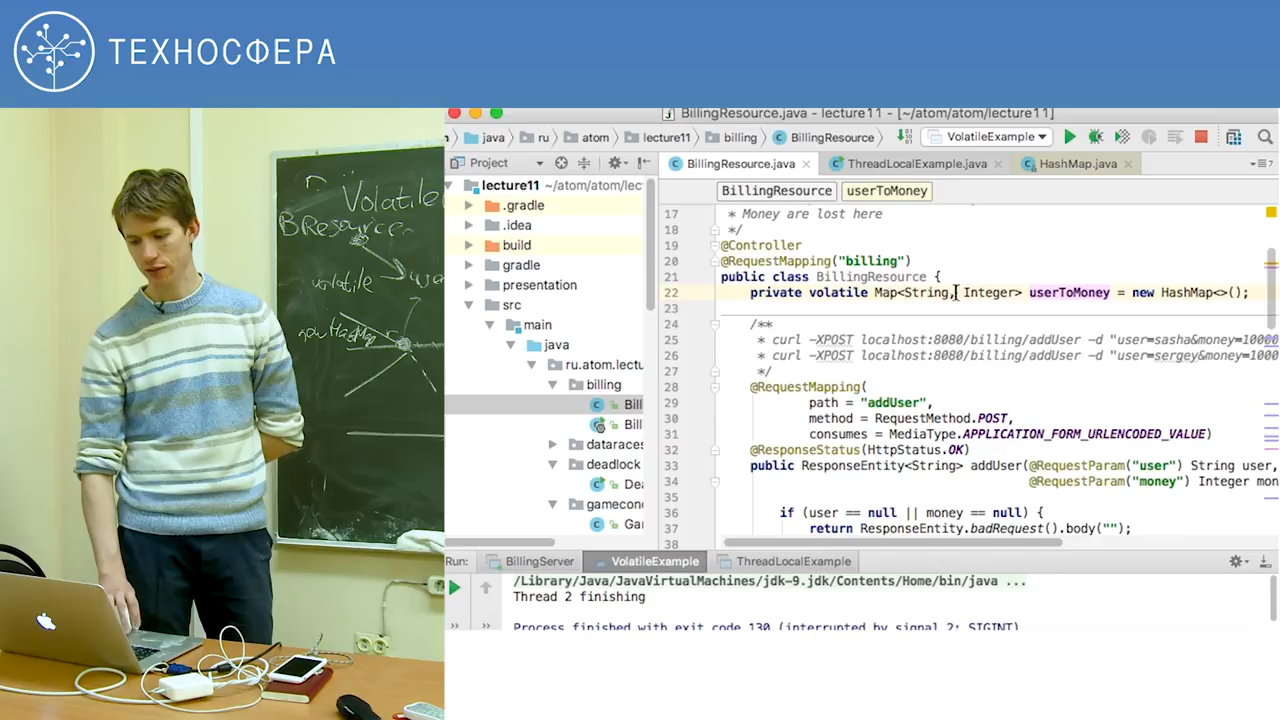 ТЕХНОСФЕРА
Volatile
BResource
volatile
new HashMap
BillingResource.java - lecture11 - [~/atom/atom/lecture11]
java ru atom lecture11 billing BillingResource VolatileExample
Project
BillingResource.java ThreadLocalExample.java HashMap.java
lecture11 ~/atom/atom/lec
.gradle
.idea
build
gradle
presentation
src
main
java
ru.atom.lectu
billing
Bill
Bill
dataraces
deadlock
Dea
gamecon
Ga
BillingResource userToMoney
17 * Money are lost here
18 */
19 @Controller
20 @RequestMapping("billing")
21 public class BillingResource {
22 private volatile Map<String, Integer> userToMoney = new HashMap<>();
23
24 /**
25 * curl -XPOST localhost:8080/billing/addUser -d "user=sasha&money=10000
26 * curl -XPOST localhost:8080/billing/addUser -d "user=sergey&money=1000
27 */
28 @RequestMapping(
29 path = "addUser",
30 method = RequestMethod.POST,
31 consumes = MediaType.APPLICATION_FORM_URLENCODED_VALUE)
32 @ResponseStatus(HttpStatus.OK)
33 public ResponseEntity<String> addUser(@RequestParam("user") String user,
34 @RequestParam("money") Integer mon
35
36 if (user == null || money == null) {
37 return ResponseEntity.badRequest().body("");
38
Run: BillingServer VolatileExample ThreadLocalExample
/Library/Java/JavaVirtualMachines/jdk-9.jdk/Contents/Home/bin/java ...
Thread 2 finishing
Process finished with exit code 130 (interrupted by signal 2: SIGINT)